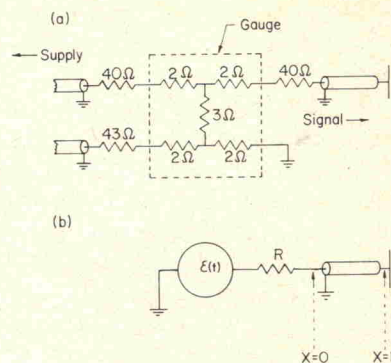 (a)
Gauge
Supply
40Ω 2Ω 2Ω 40Ω
3Ω
43Ω
Signal
2Ω 2Ω
(b)
ε(t)
R
X=0 X=